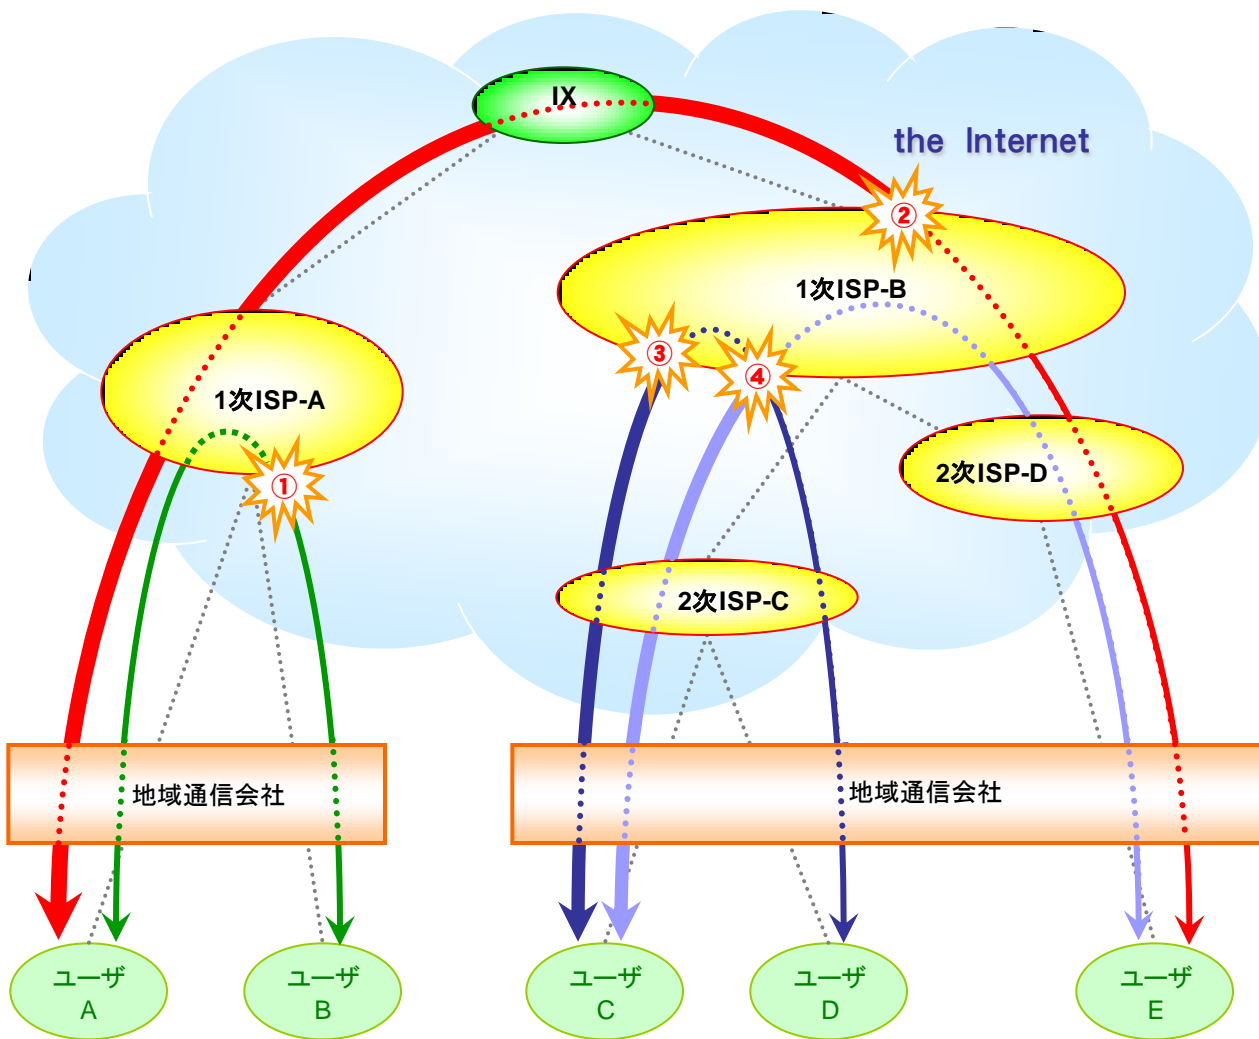 IX
the Internet
②
1次ISP-B
③
④
1次ISP-A
2次ISP-D
①
2次ISP-C
地域通信会社
地域通信会社
ユーザ
A
ユーザ
B
ユーザ
C
ユーザ
D
ユーザ
E